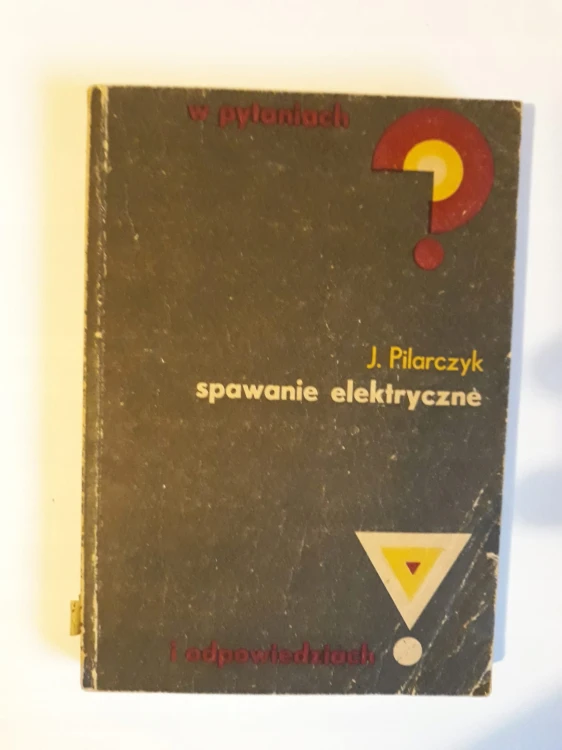 w pytaniach
J. Pilarczyk
spawanie elektryczne
i odpowiedziach